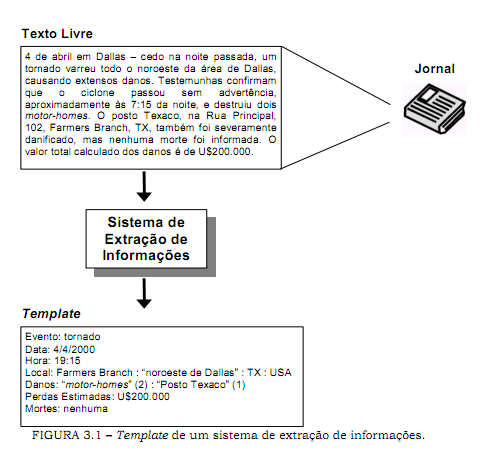 Texto Livre
4 de abril em Dallas – cedo na noite passada, um
tornado varreu todo o noroeste da área de Dallas,
causando extensos danos. Testemunhas confirmam
que o ciclone passou sem advertência,
aproximadamente às 7:15 da noite, e destruiu dois
motor-homes. O posto Texaco, na Rua Principal,
102, Farmers Branch, TX, também foi severamente
danificado, mas nenhuma morte foi informada. O
valor total calculado dos danos é de U$200.000.
Jornal
Sistema de
Extração de
Informações
Template
Evento: tornado
Data: 4/4/2000
Hora: 19:15
Local: Farmers Branch : “noroeste de Dallas” : TX : USA
Danos: “motor-homes” (2) : “Posto Texaco” (1)
Perdas Estimadas: U$200.000
Mortes: nenhuma
FIGURA 3.1 – Template de um sistema de extração de informações.